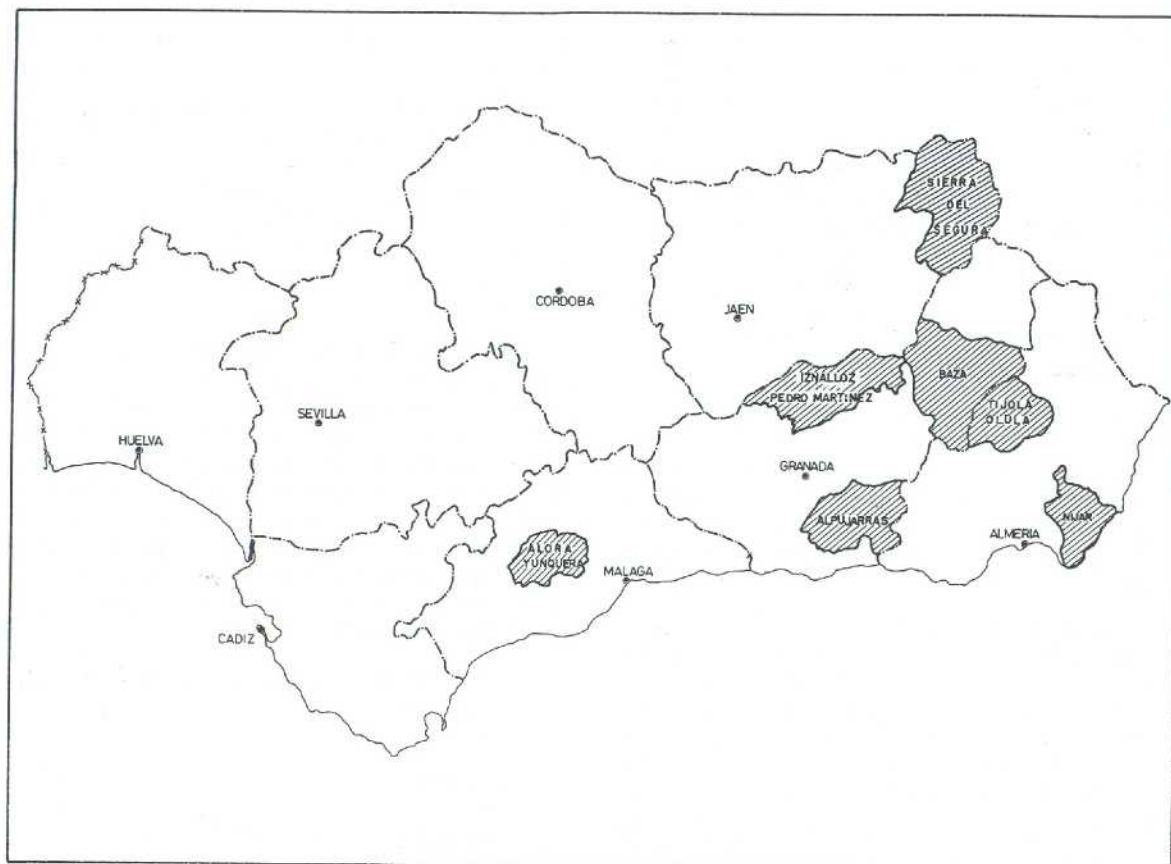 SIERRA
DEL
SEGURA
CORDOBA
JAEN
IZNALLOZ
PEDRO MARTINEZ
BAZA
TIJOLA
OLULA
SEVILLA
HUELVA
GRANADA
ALPUJARRAS
NIJAR
ALMERIA
ALORA
YUNQUERA
MALAGA
CADIZ